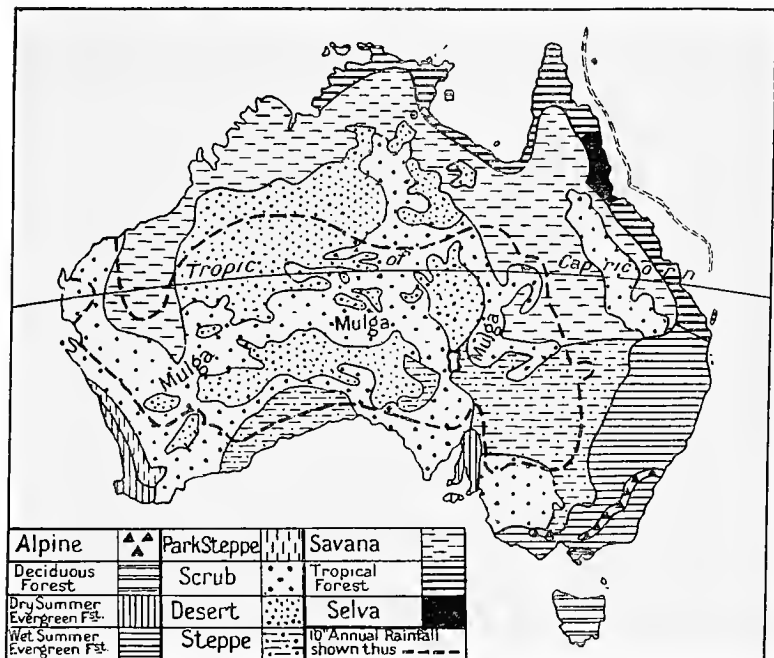 Tropic of Capricorn
Mulga
Mulga
Mulga
Alpine
Park Steppe
Savana
Deciduous
Forest
Scrub
Tropical
Forest
Dry Summer
Evergreen Fst.
Desert
Selva
Wet Summer
Evergreen Fst.
Steppe
10" Annual Rainfall
shown thus